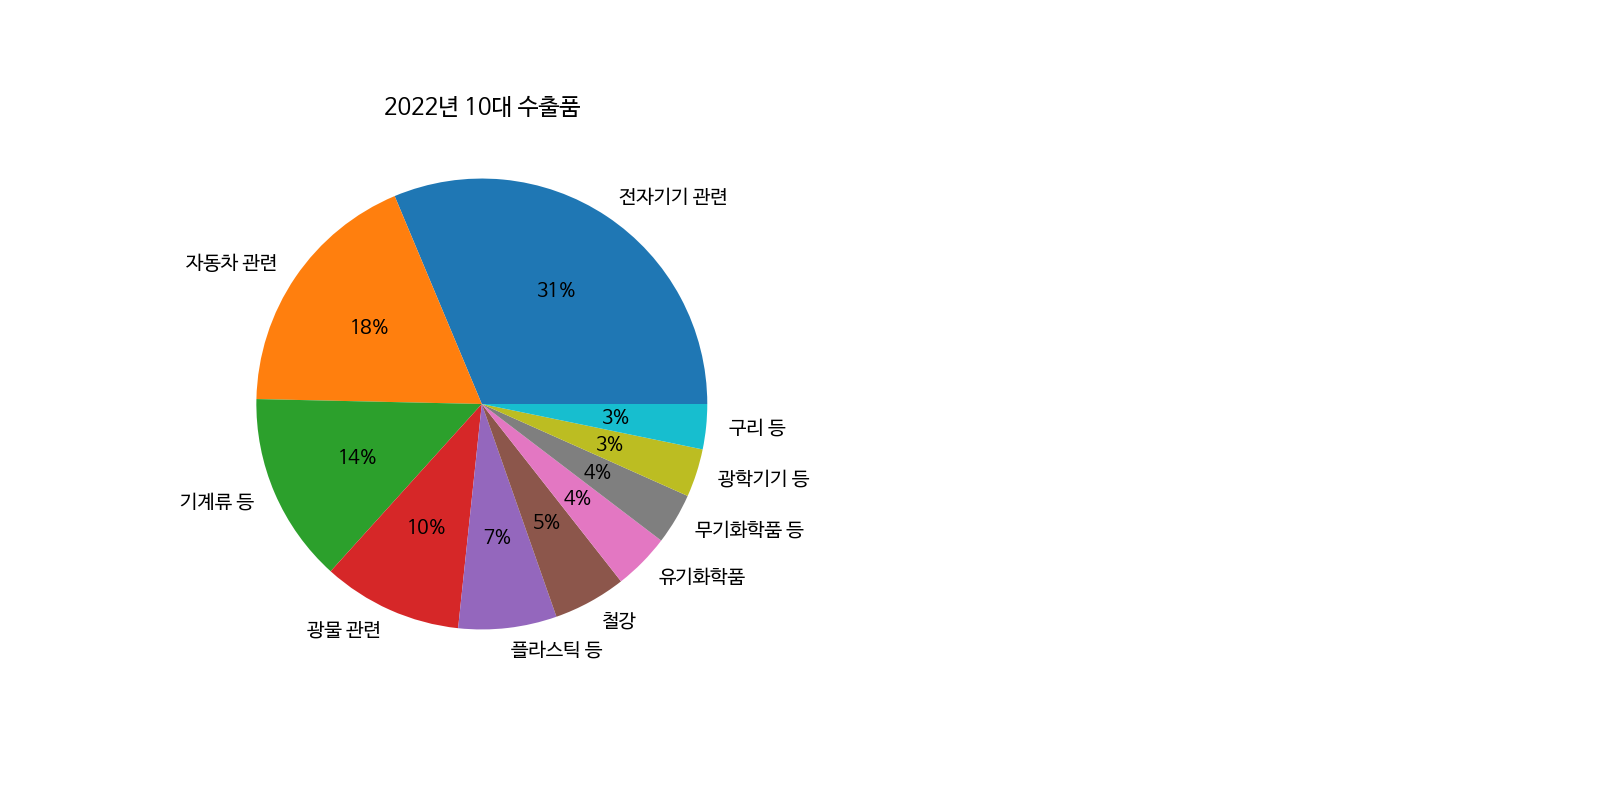 2022년 10대 수출품
전자기기 관련
31%
자동차 관련
18%
기계류 등
14%
광물 관련
10%
플라스틱 등
7%
철강
5%
유기화학품
4%
무기화학품 등
4%
광학기기 등
3%
구리 등
3%